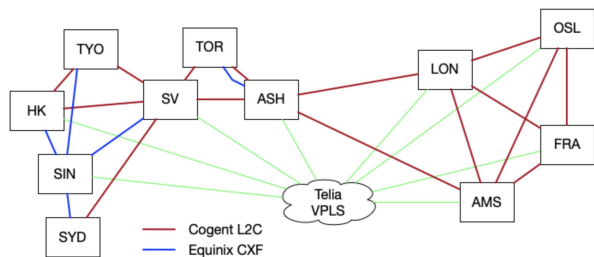 OSL
TYO
TOR
LON
HK
SV
ASH
FRA
SIN
Telia
VPLS
AMS
SYD
Cogent L2C
Equinix CXF